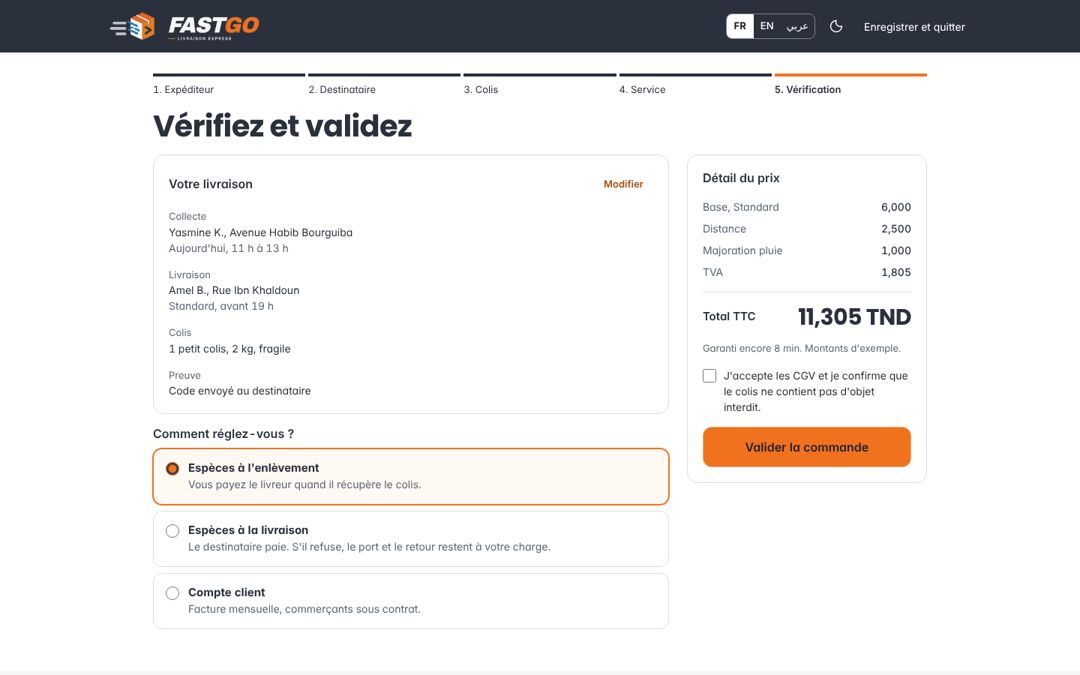 FASTGO
LIVRAISON EXPRESS
FR EN عربي
Enregistrer et quitter
1. Expéditeur
2. Destinataire
3. Colis
4. Service
5. Vérification
Vérifiez et validez
Votre livraison
Modifier
Collecte
Yasmine K., Avenue Habib Bourguiba
Aujourd'hui, 11 h à 13 h
Livraison
Amel B., Rue Ibn Khaldoun
Standard, avant 19 h
Colis
1 petit colis, 2 kg, fragile
Preuve
Code envoyé au destinataire
Comment réglez-vous ?
Espèces à l'enlèvement
Vous payez le livreur quand il récupère le colis.
Espèces à la livraison
Le destinataire paie. S'il refuse, le port et le retour restent à votre charge.
Compte client
Facture mensuelle, commerçants sous contrat.
Détail du prix
Base, Standard 6,000
Distance 2,500
Majoration pluie 1,000
TVA 1,805
Total TTC 11,305 TND
Garanti encore 8 min. Montants d'exemple.
J'accepte les CGV et je confirme que
le colis ne contient pas d'objet
interdit.
Valider la commande